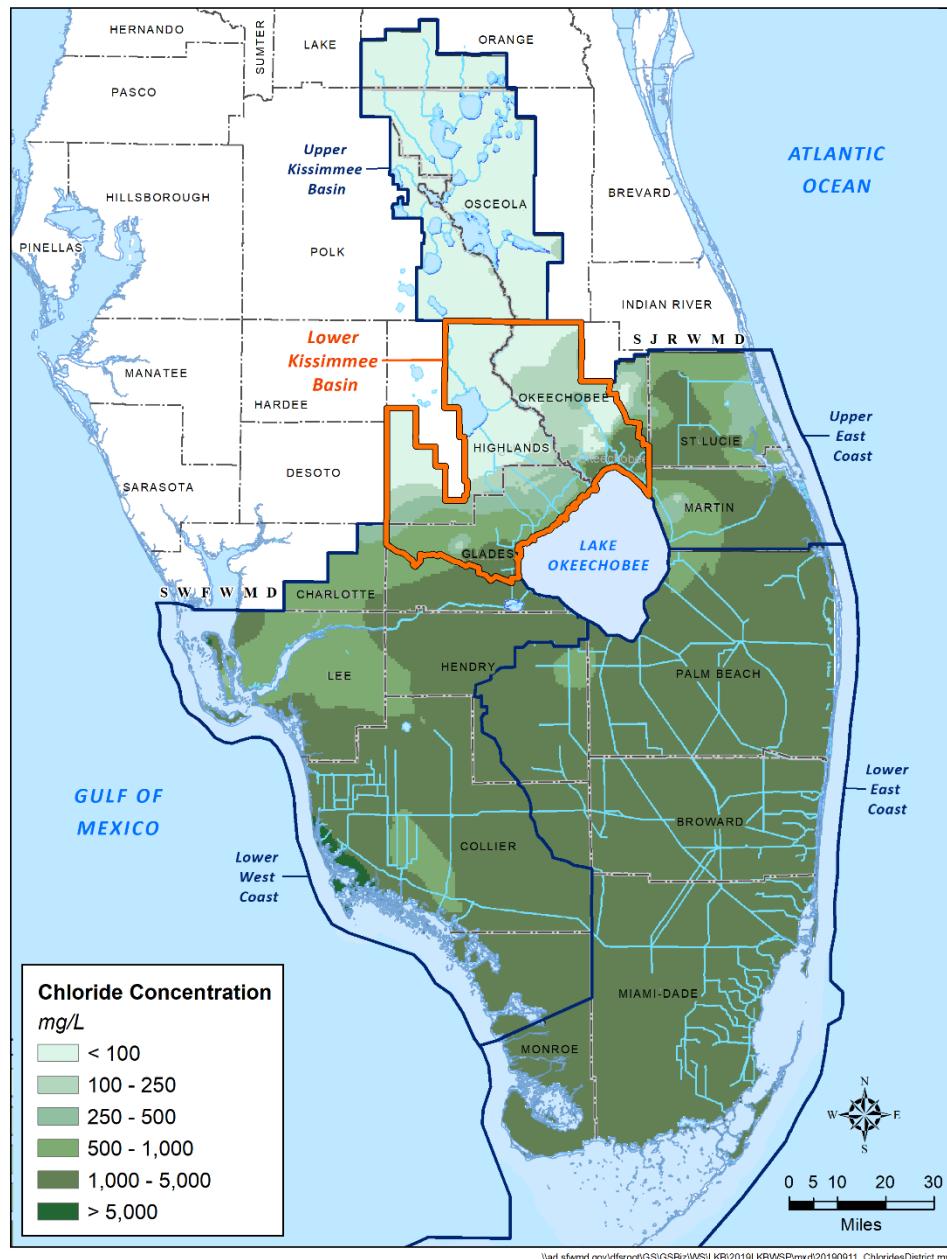 HERNANDO
SUMTER
LAKE
ORANGE
PASCO
Upper
Kissimmee
Basin
ATLANTIC
OCEAN
HILLSBOROUGH
OSCEOLA
BREVARD
PINELLAS
POLK
INDIAN RIVER
Lower
Kissimmee
Basin
S J R W M D
MANATEE
HARDEE
OKEECHOBEE
HIGHLANDS
ST LUCIE
Upper
East
Coast
DESOTO
Okeechobee
SARASOTA
MARTIN
GLADES
LAKE
OKEECHOBEE
S W F W M D
CHARLOTTE
LEE
HENDRY
PALM BEACH
GULF OF
MEXICO
Lower
East
Coast
BROWARD
COLLIER
Lower
West
Coast
MIAMI-DADE
MONROE
Chloride Concentration
mg/L
< 100
100 - 250
250 - 500
500 - 1,000
1,000 - 5,000
> 5,000
N
W E
S
0 10 20 30
Miles